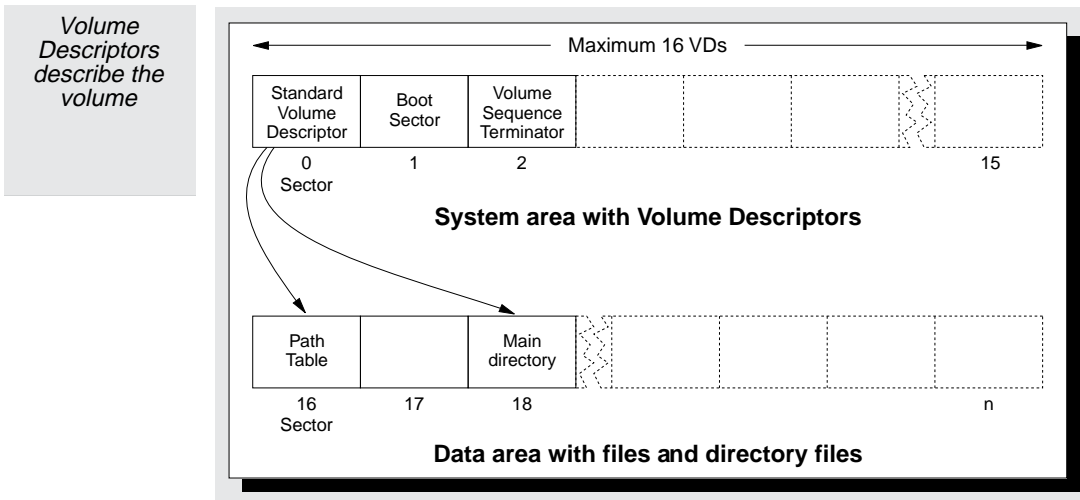 Volume
Descriptors
describe the
volume
Maximum 16 VDs
Standard
Volume
Descriptor
Boot
Sector
Volume
Sequence
Terminator
0
Sector
1
2
15
System area with Volume Descriptors
Path
Table
Main
directory
16
Sector
17
18
n
Data area with files and directory files